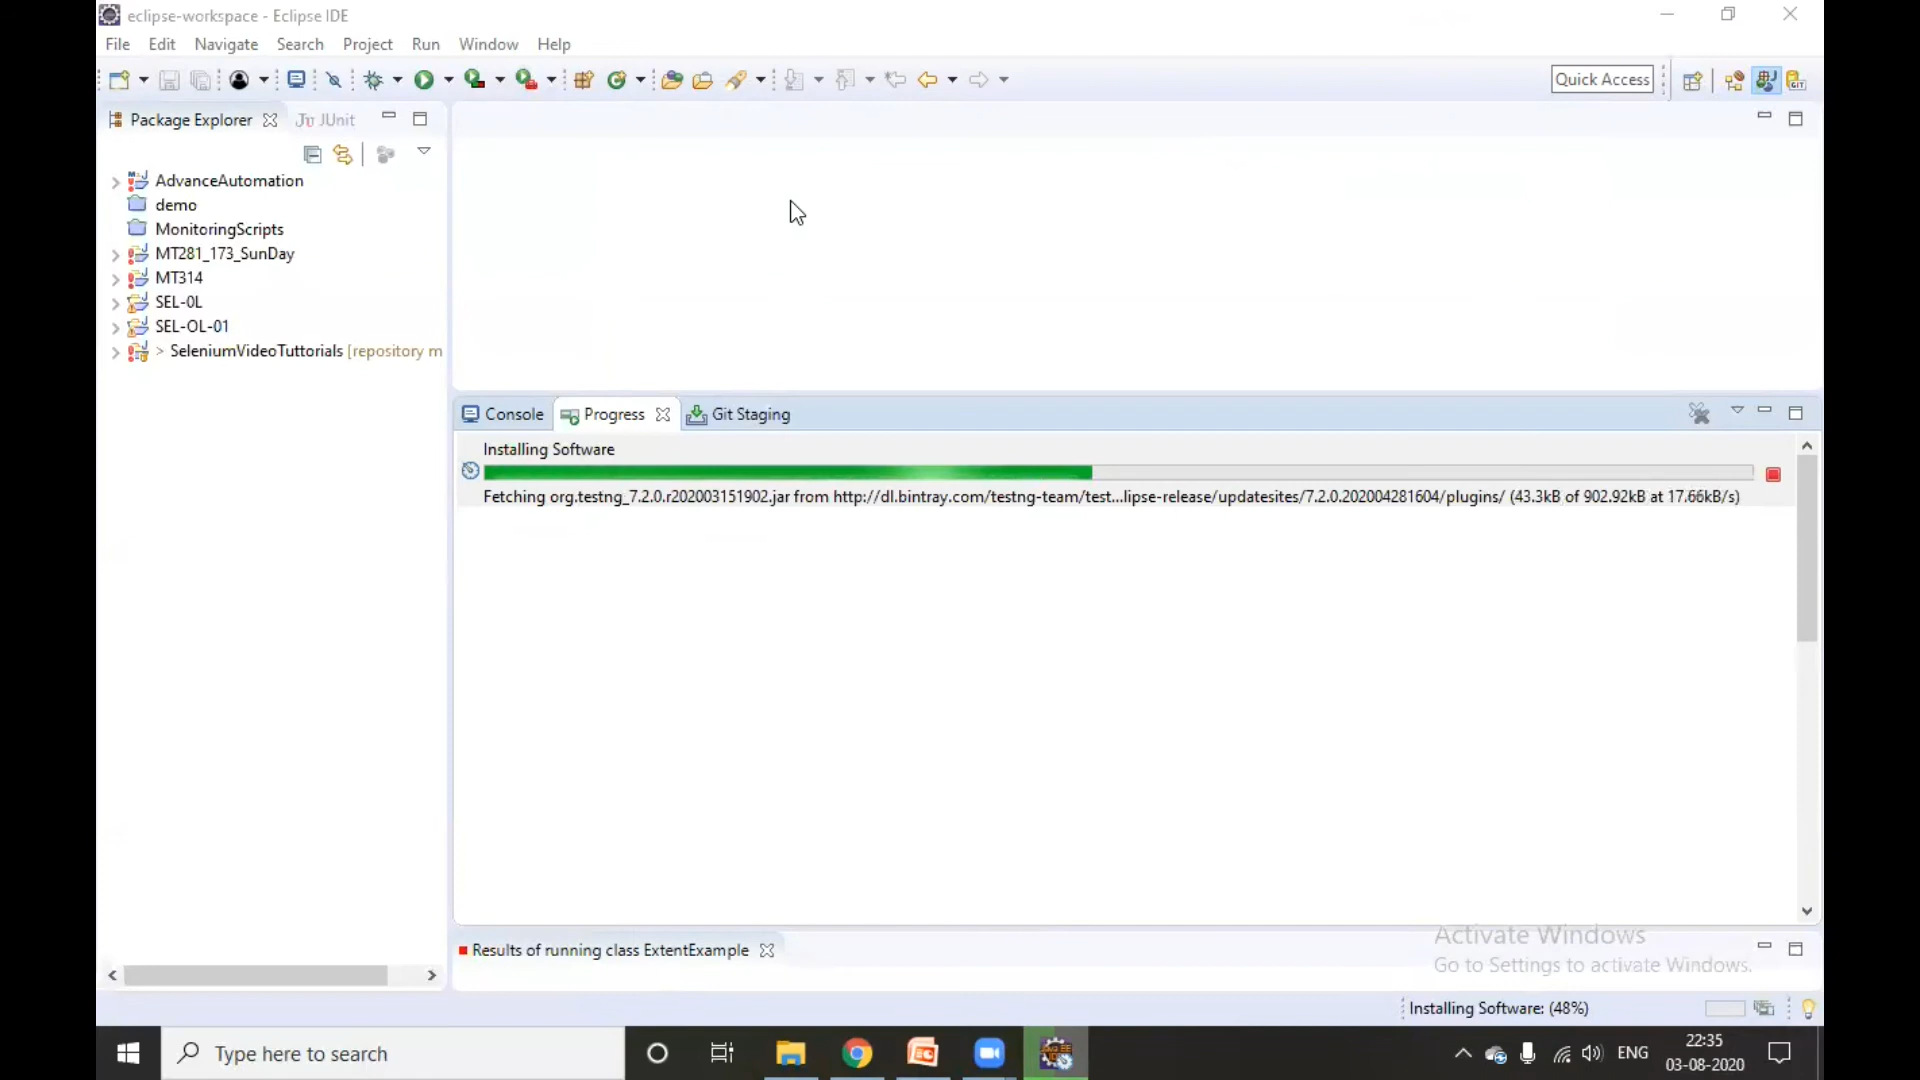 eclipse-workspace - Eclipse IDE
File Edit Navigate Search Project Run Window Help
Quick Access
Package Explorer JUnit
AdvanceAutomation
demo
MonitoringScripts
MT281_173_SunDay
MT314
SEL-0L
SEL-OL-01
> SeleniumVideoTuttorials [repository m
Console Progress Git Staging
Installing Software
Fetching org.testng_7.2.0.r202003151902.jar from http://dl.bintray.com/testng-team/test...lipse-release/updatesites/7.2.0.202004281604/plugins/ (43.3kB of 902.92kB at 17.66kB/s)
Results of running class ExtentExample
Activate Windows
Go to Settings to activate Windows.
Installing Software: (48%)
Type here to search
ENG
22:35
03-08-2020